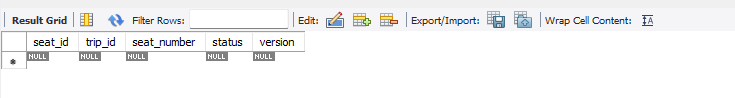 Result Grid Filter Rows: Edit: Export/Import: Wrap Cell Content: IA
seat_id trip_id seat_number status version
* NULL NULL NULL NULL NULL